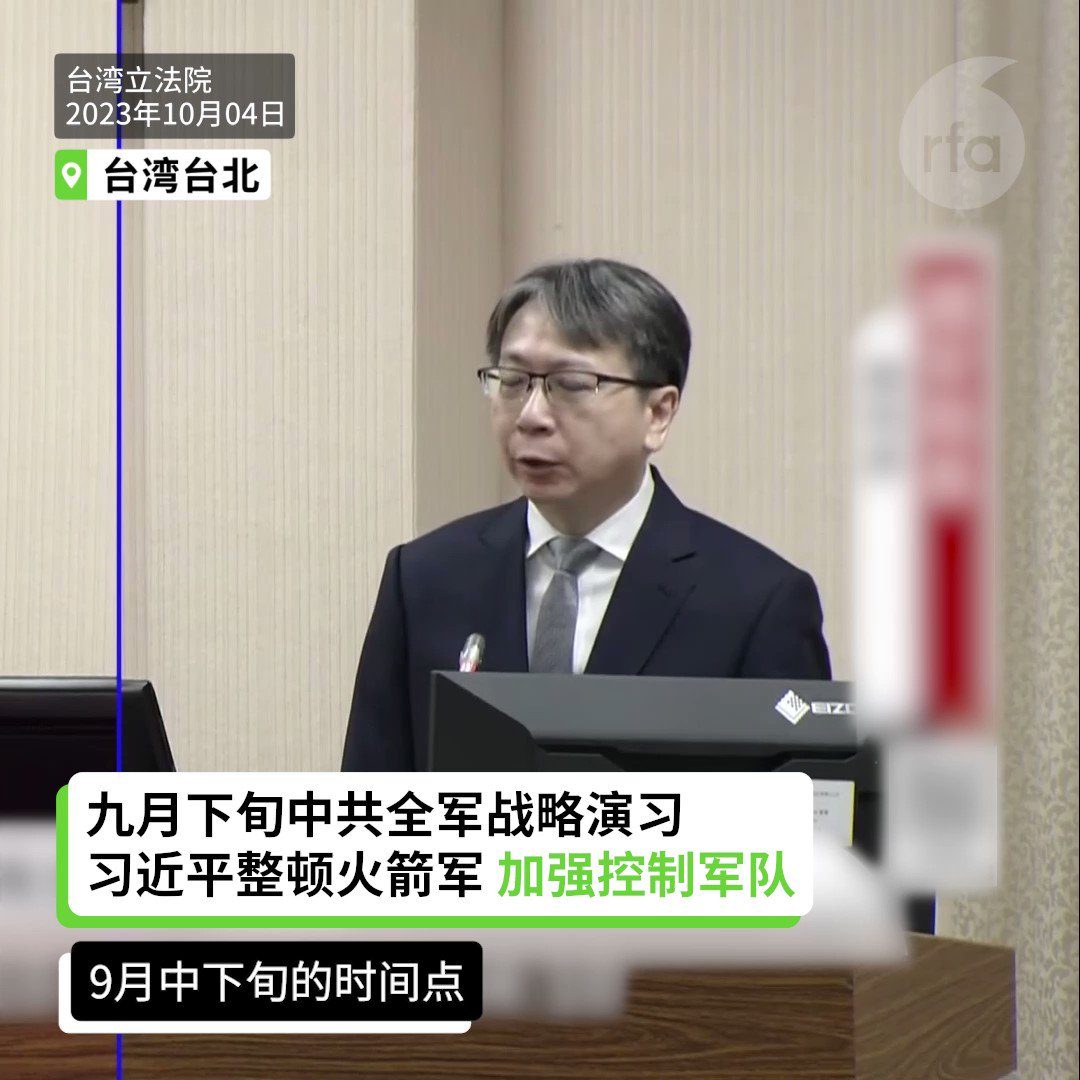 台湾立法院
2023年10月04日
台湾台北
rfa
EIZO
九月下旬中共全军战略演习
习近平整顿火箭军 加强控制军队
9月中下旬的时间点